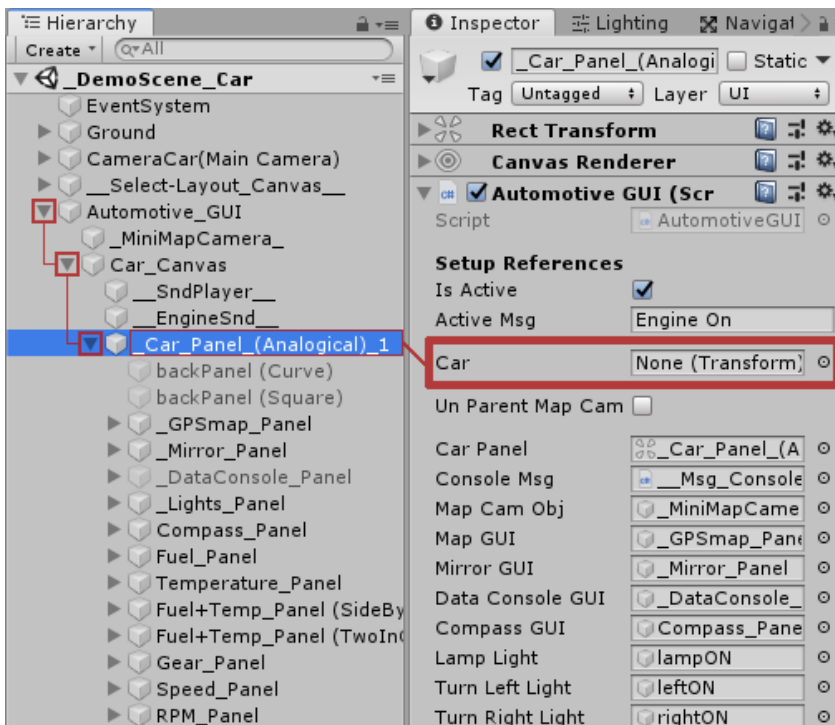 Hierarchy
Create
All
_DemoScene_Car
EventSystem
Ground
CameraCar(Main Camera)
__Select-Layout_Canvas__
Automotive_GUI
_MiniMapCamera_
Car_Canvas
__SndPlayer__
__EngineSnd__
_Car_Panel_(Analogical)_1
backPanel (Curve)
backPanel (Square)
_GPSmap_Panel
_Mirror_Panel
_DataConsole_Panel
_Lights_Panel
Compass_Panel
Fuel_Panel
Temperature_Panel
Fuel+Temp_Panel (SideBy
Fuel+Temp_Panel (TwoIn
Gear_Panel
Speed_Panel
RPM_Panel
Inspector Lighting Navigat
_Car_Panel_(Analogi Static
Tag Untagged Layer UI
Rect Transform
Canvas Renderer
Automotive GUI (Scr
Script AutomotiveGUI
Setup References
Is Active
Active Msg Engine On
Car None (Transform)
Un Parent Map Cam
Car Panel _Car_Panel_(A
Console Msg __Msg_Console
Map Cam Obj _MiniMapCame
Map GUI _GPSmap_Pane
Mirror GUI _Mirror_Panel
Data Console GUI _DataConsole_
Compass GUI Compass_Pane
Lamp Light lampON
Turn Left Light leftON
Turn Right Light rightON